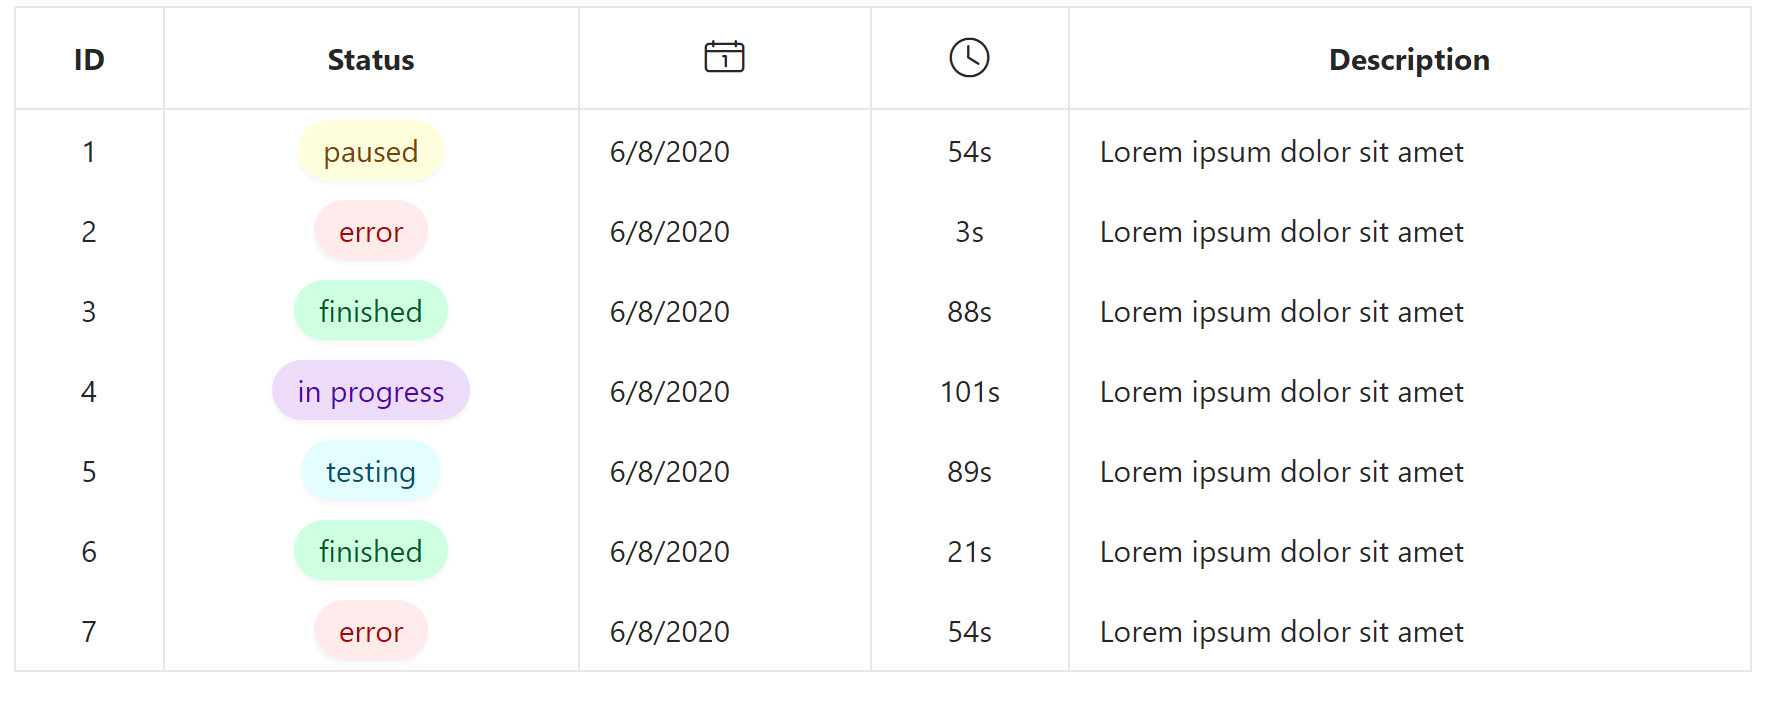 ID Status 1 Description
1 paused 6/8/2020 54s Lorem ipsum dolor sit amet
2 error 6/8/2020 3s Lorem ipsum dolor sit amet
3 finished 6/8/2020 88s Lorem ipsum dolor sit amet
4 in progress 6/8/2020 101s Lorem ipsum dolor sit amet
5 testing 6/8/2020 89s Lorem ipsum dolor sit amet
6 finished 6/8/2020 21s Lorem ipsum dolor sit amet
7 error 6/8/2020 54s Lorem ipsum dolor sit amet